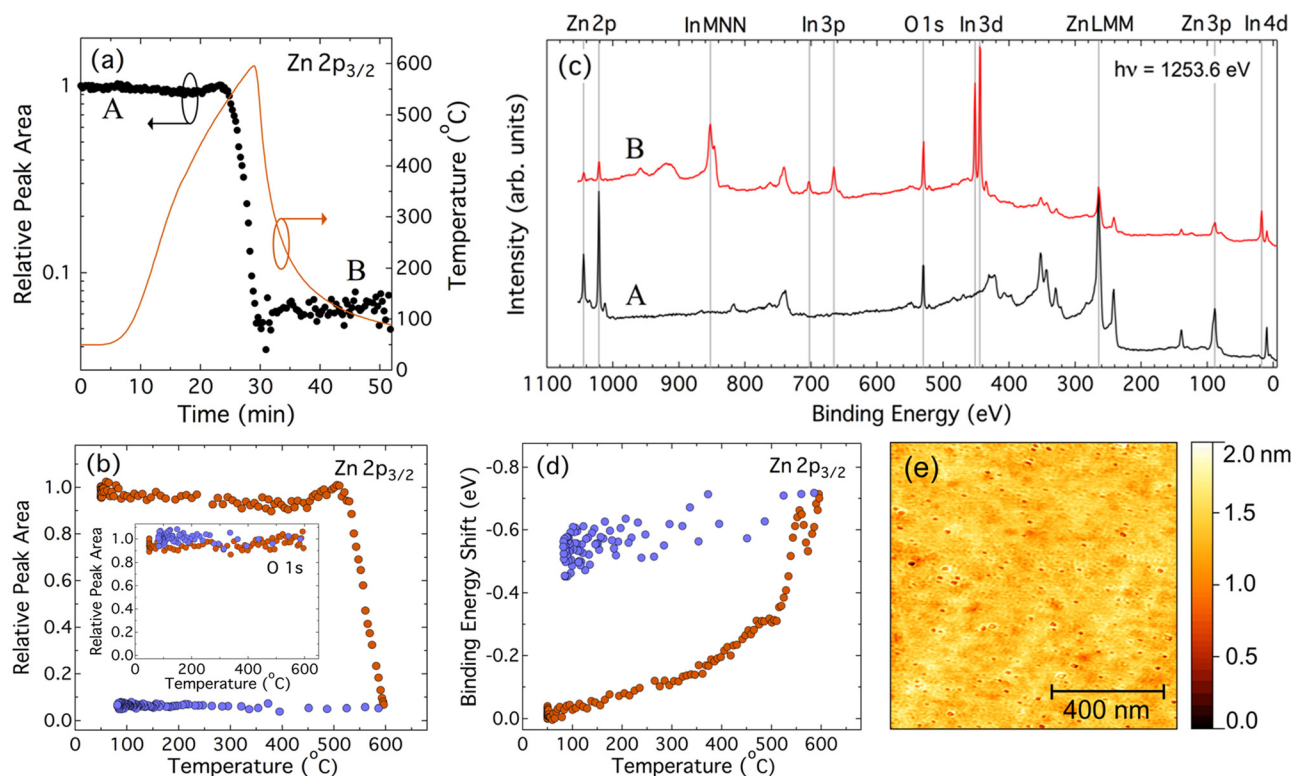 (a)
Zn 2p3/2
Relative Peak Area
1
0.1
A
B
Temperature (°C)
600
500
400
300
200
100
0
0 10 20 30 40 50
Time (min)
Zn 2p InMNN In 3p O 1s In 3d ZnLMM Zn 3p In 4d
(c)
hν = 1253.6 eV
B
A
Intensity (arb. units)
1100 1000 900 800 700 600 500 400 300 200 100 0
Binding Energy (eV)
(b)
Zn 2p3/2
Relative Peak Area
1.0
0.8
0.6
0.4
0.2
0.0
0 100 200 300 400 500 600
Temperature (°C)
Relative Peak Area
1.0
0.8
0.6
0.4
0.2
0.0
O 1s
0 200 400 600
Temperature (°C)
(d)
Zn 2p3/2
Binding Energy Shift (eV)
-0.8
-0.6
-0.4
-0.2
0.0
0 100 200 300 400 500 600 700
Temperature (°C)
(e)
400 nm
2.0 nm
1.5
1.0
0.5
0.0